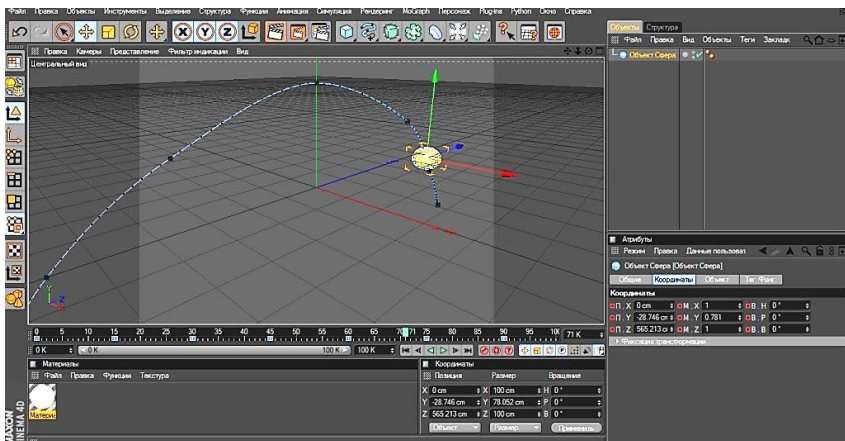 Файл Правка Объекты Инструменты Выделение Структура Функции Анимация Симуляция Рендеринг MoGraph Персонаж Plug-ins Python Окно Справка
Объекты Структура
Файл Правка Вид Объекты Теги Закладк
Объект Сфера
Правка Камеры Представление Фильтр индикации Вид
Центральный вид
Y
Z
X
Атрибуты
Режим Правка Данные пользоват
Объект Сфера [Объект Сфера]
Общие Координаты Объект Тег Фонг
Координаты
П . X 0 cm М . X 1 В . H 0 °
П . Y -28.746 cm М . Y 0.781 В . P 0 °
П . Z 565.213 см М . Z 1 В . B 0 °
Фиксация трансформации
0 5 10 15 20 25 30 35 40 45 50 55 60 65 71 75 80 85 90 95 71 K
0 K 0 K 100 K 100 K
Материалы
Файл Правка Функции Текстура
Матери
Координаты
Позиция Размер Вращение
X 0 cm X 100 cm H 0 °
Y -28.746 cm Y 78.052 cm P 0 °
Z 565.213 cm Z 100 cm B 0 °
Объект Размер Применить
MAXON
CINEMA 4D